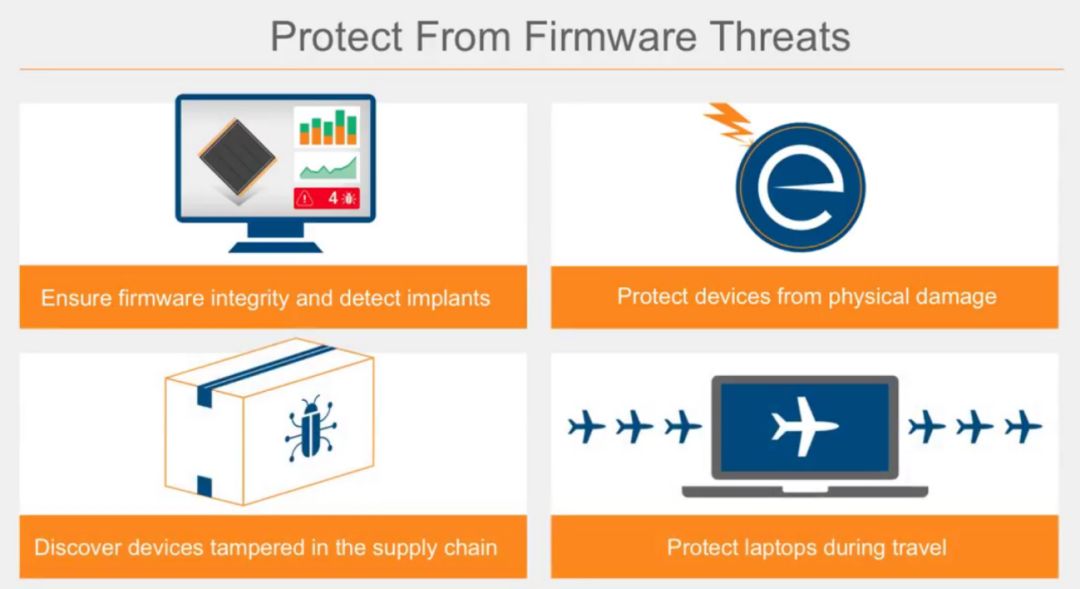 Protect From Firmware Threats
4
e
Ensure firmware integrity and detect implants
Protect devices from physical damage
Discover devices tampered in the supply chain
Protect laptops during travel